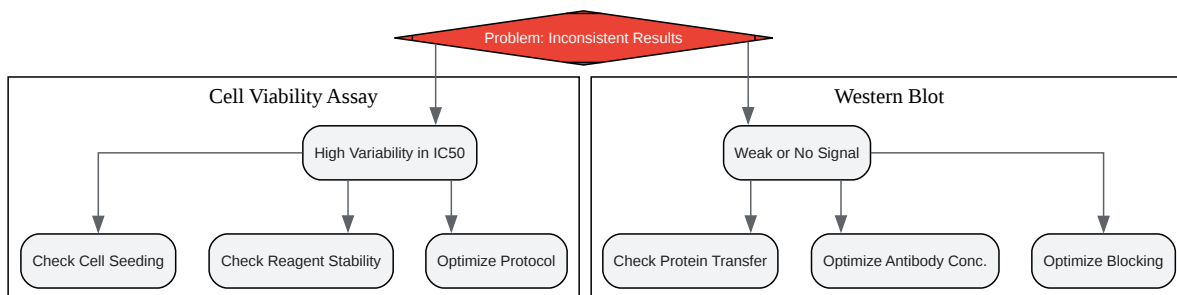 Problem: Inconsistent Results
Cell Viability Assay
High Variability in IC50
Check Cell Seeding
Check Reagent Stability
Optimize Protocol
Western Blot
Weak or No Signal
Check Protein Transfer
Optimize Antibody Conc.
Optimize Blocking